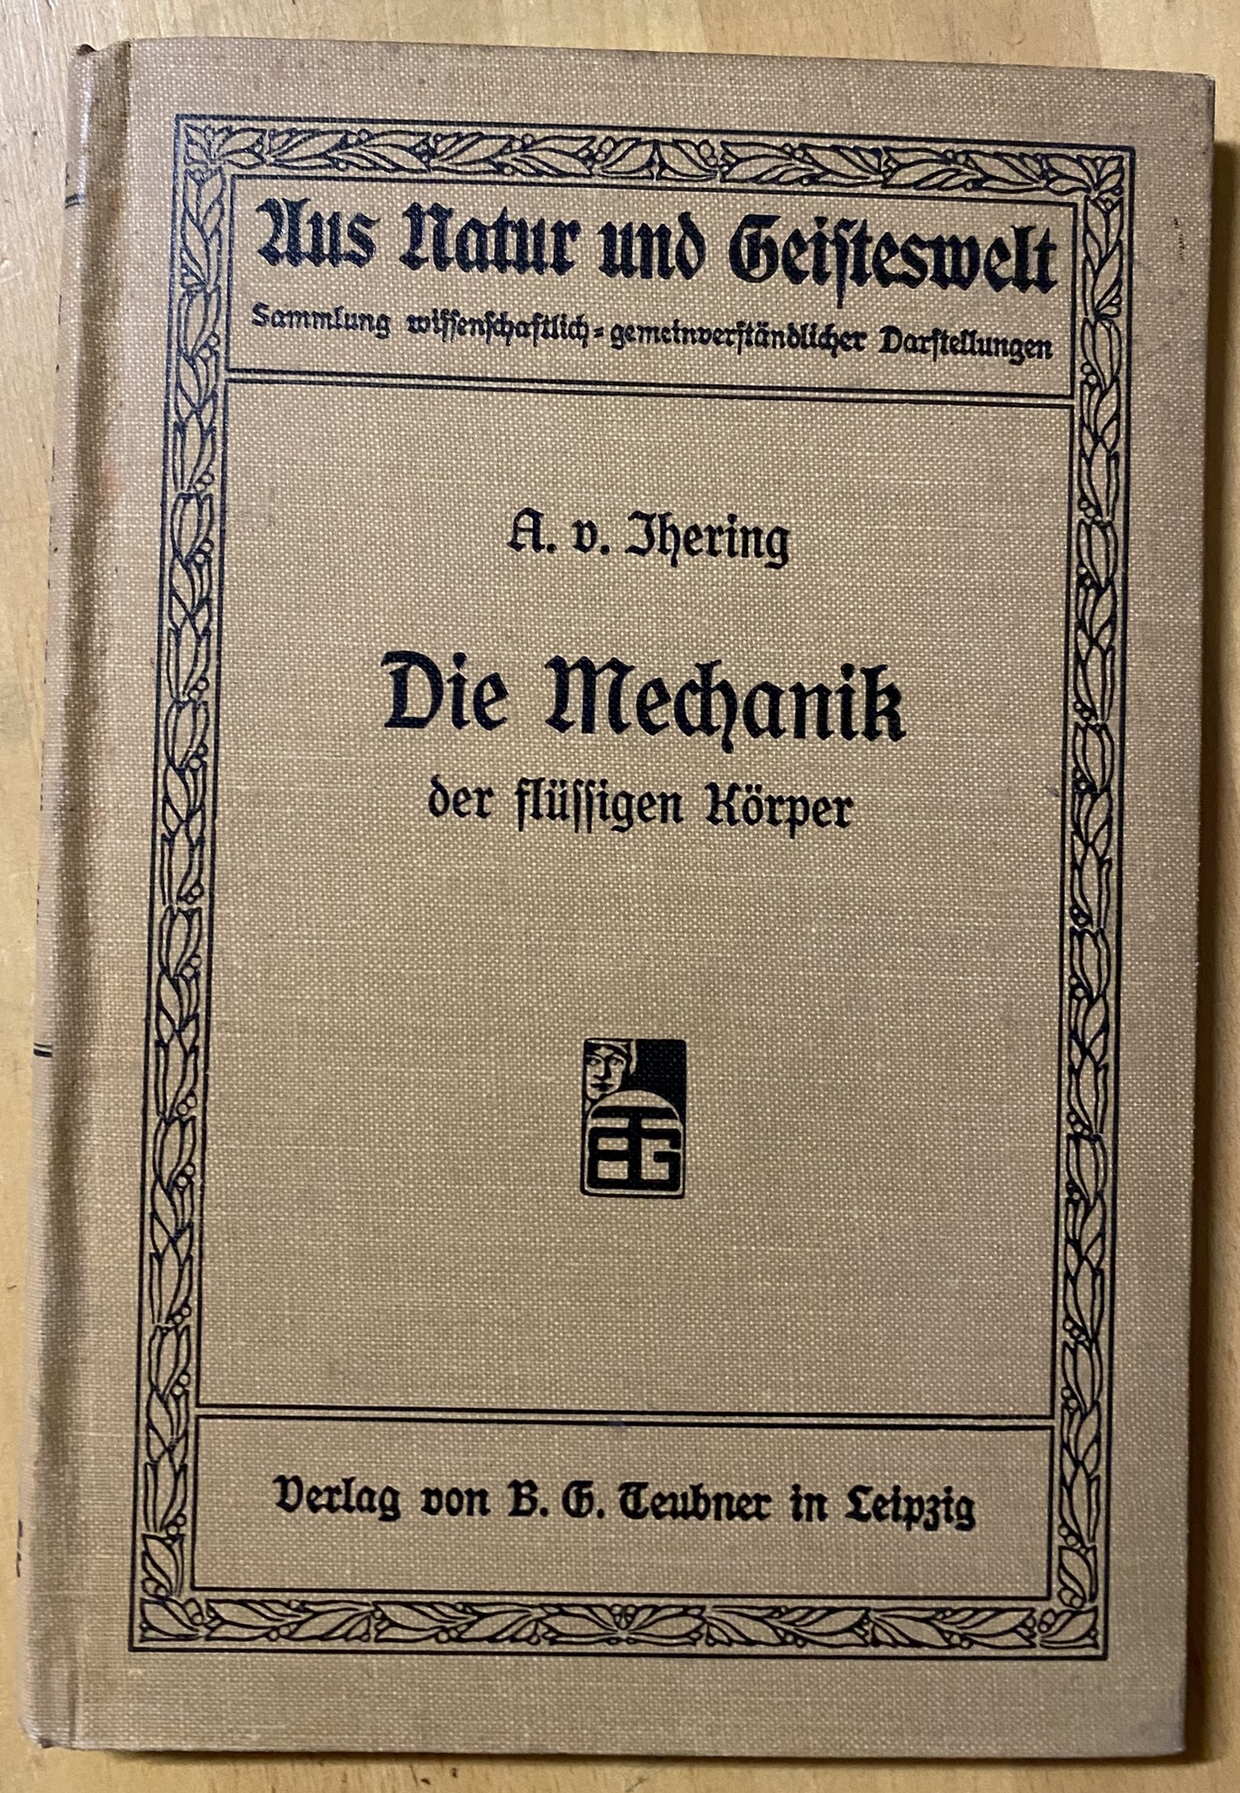 Aus Natur und Geisteswelt
Sammlung wissenschaftlich-gemeinverständlicher Darstellungen
A. v. Ihering
Die Mechanik
der flüssigen Körper
BTG
Verlag von B. G. Teubner in Leipzig